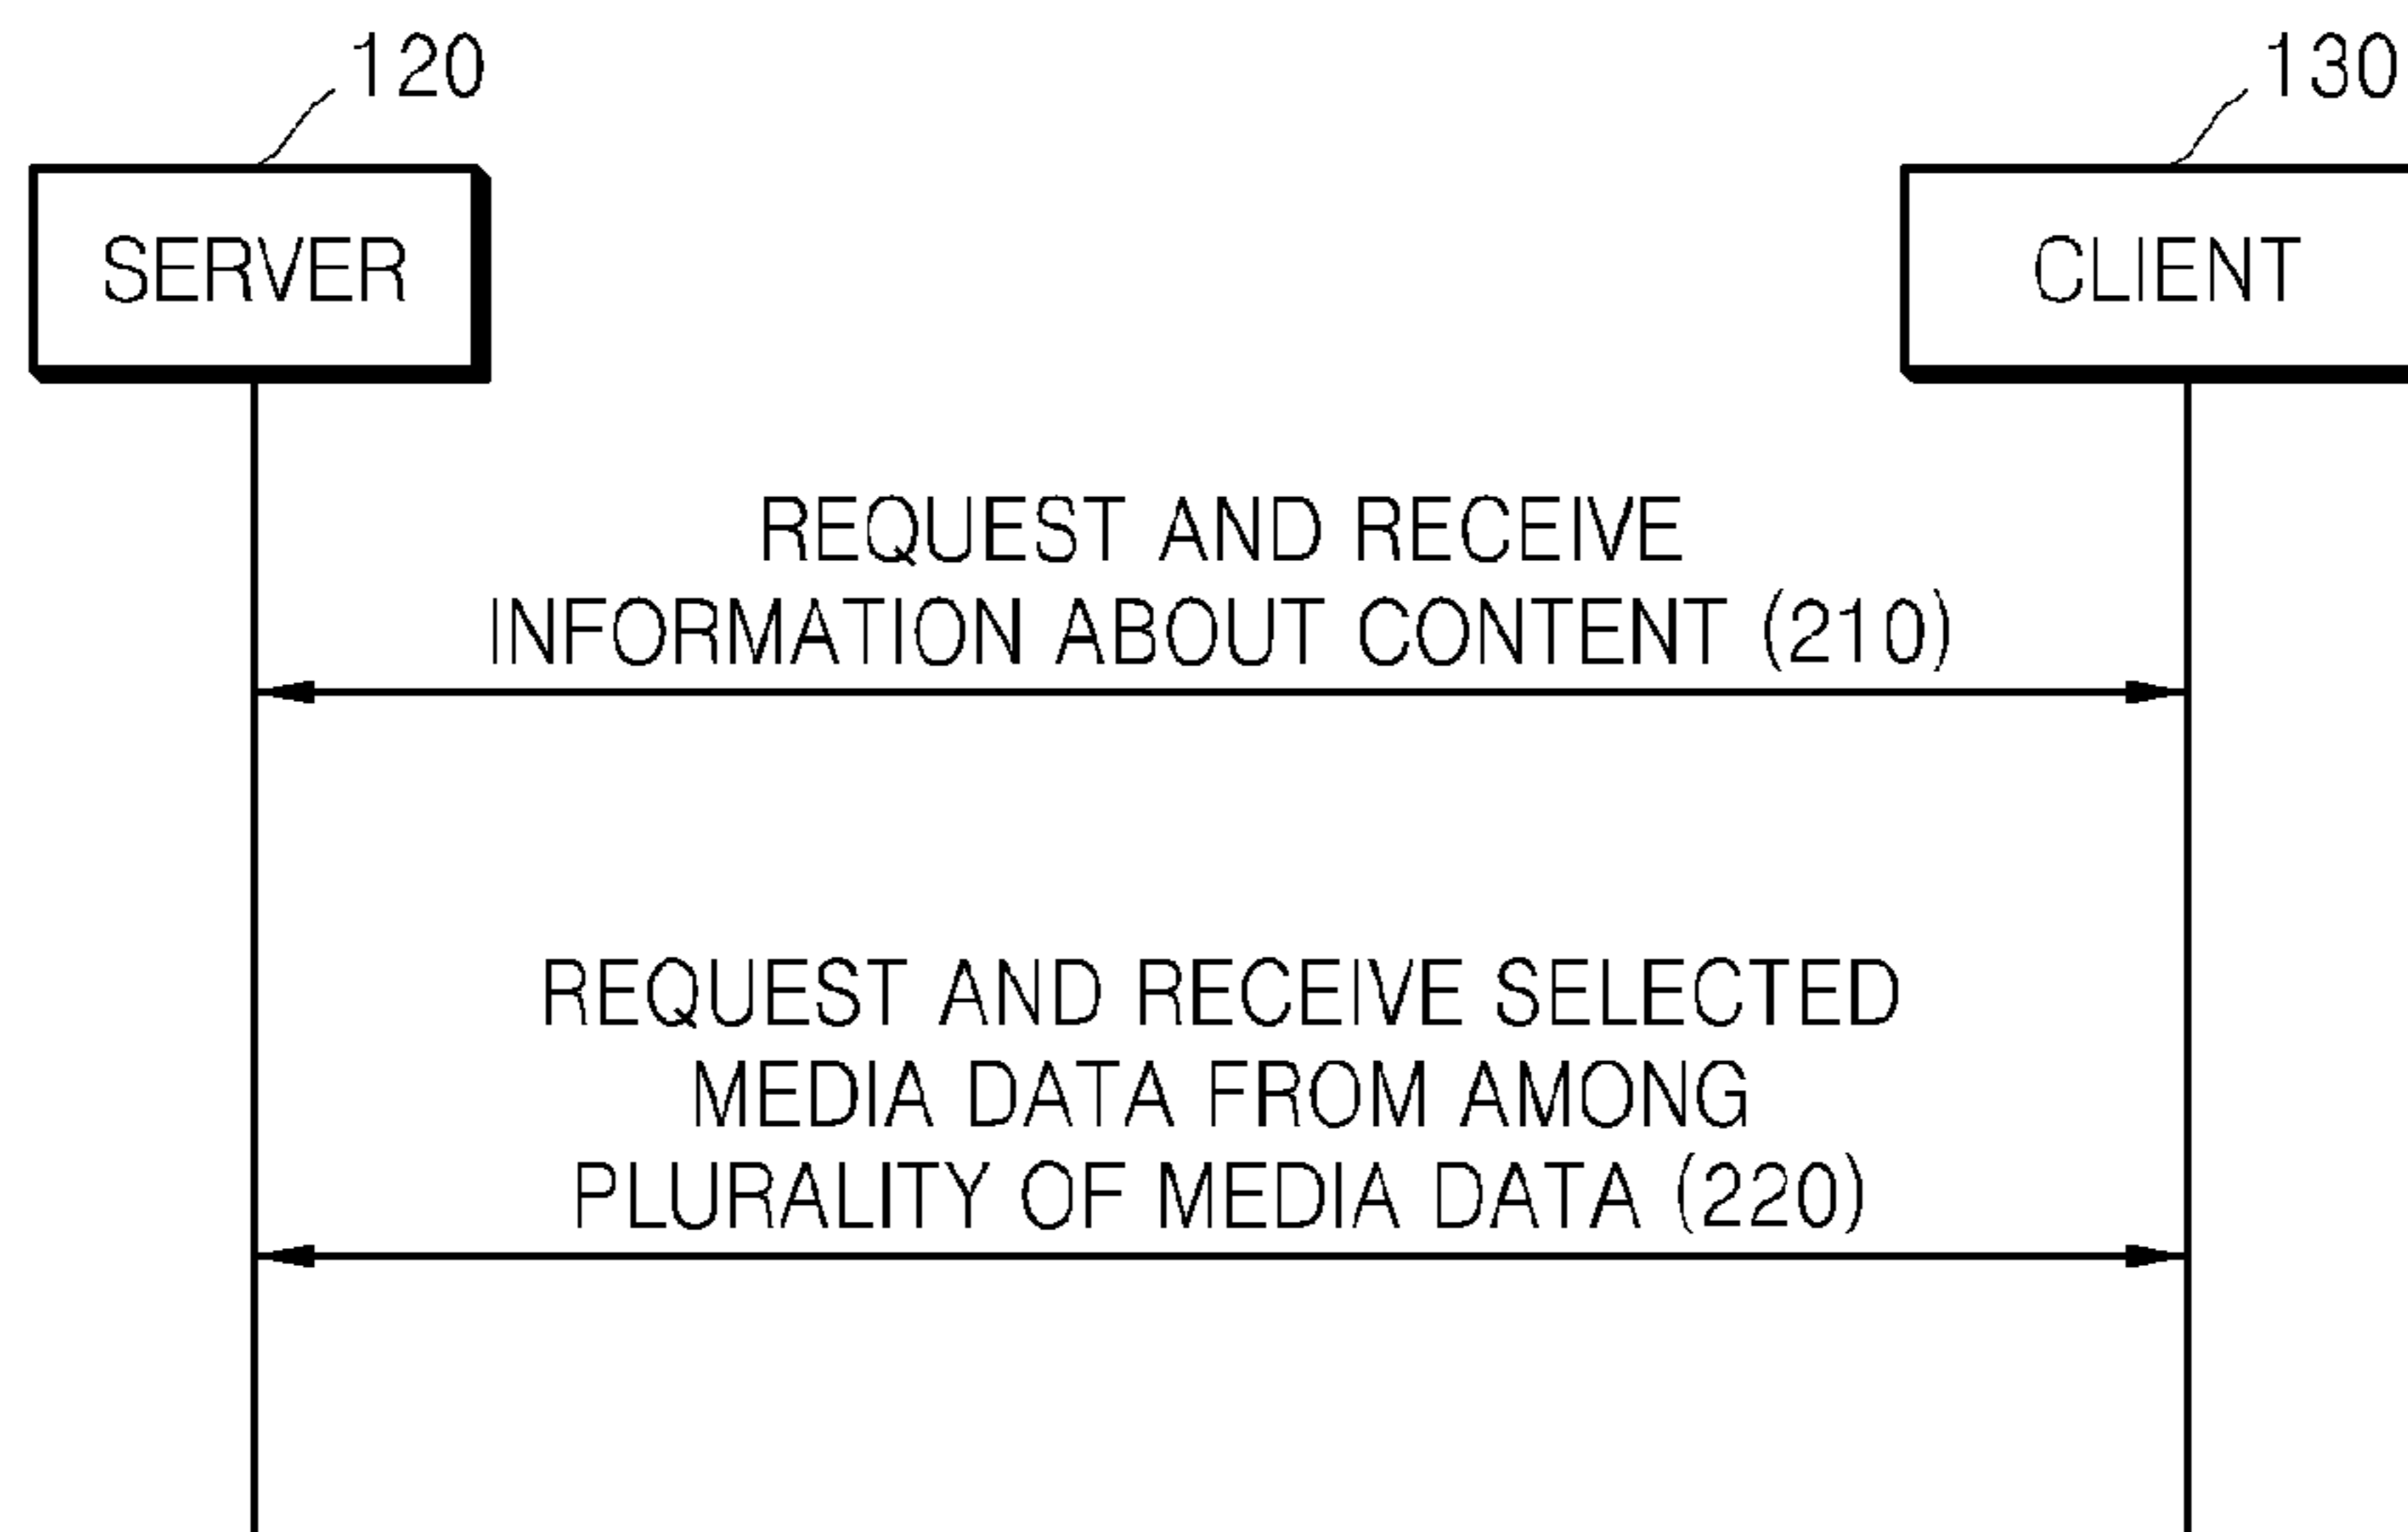 120
130
SERVER
CLIENT
REQUEST AND RECEIVE
INFORMATION ABOUT CONTENT (210)
REQUEST AND RECEIVE SELECTED
MEDIA DATA FROM AMONG
PLURALITY OF MEDIA DATA (220)